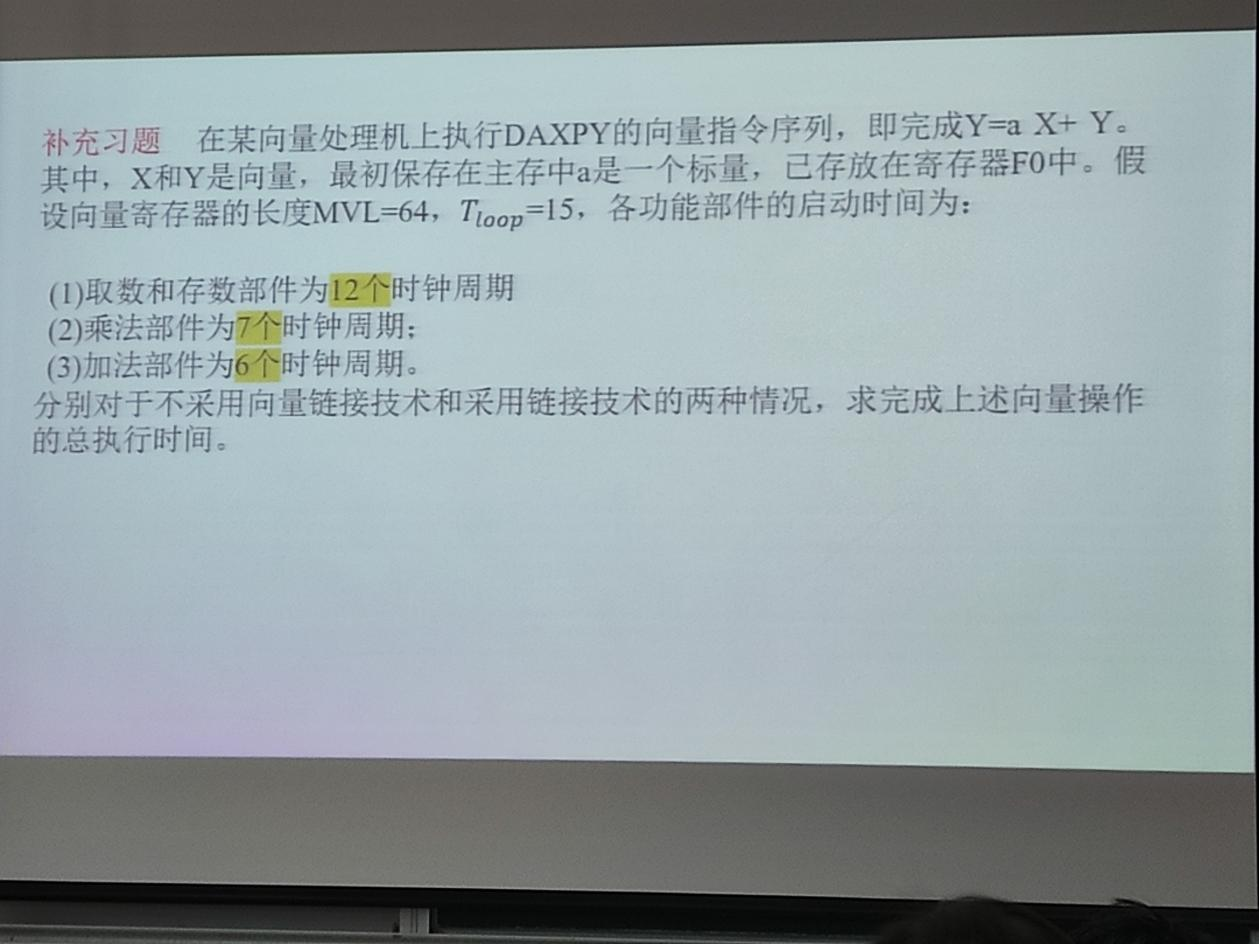 补充习题 在某向量处理机上执行DAXPY的向量指令序列，即完成Y=a X+ Y。
其中，X和Y是向量，最初保存在主存中a是一个标量，已存放在寄存器F0中。假
设向量寄存器的长度MVL=64，T_loop=15，各功能部件的启动时间为：
(1)取数和存数部件为12个时钟周期
(2)乘法部件为7个时钟周期；
(3)加法部件为6个时钟周期。
分别对于不采用向量链接技术和采用链接技术的两种情况，求完成上述向量操作
的总执行时间。